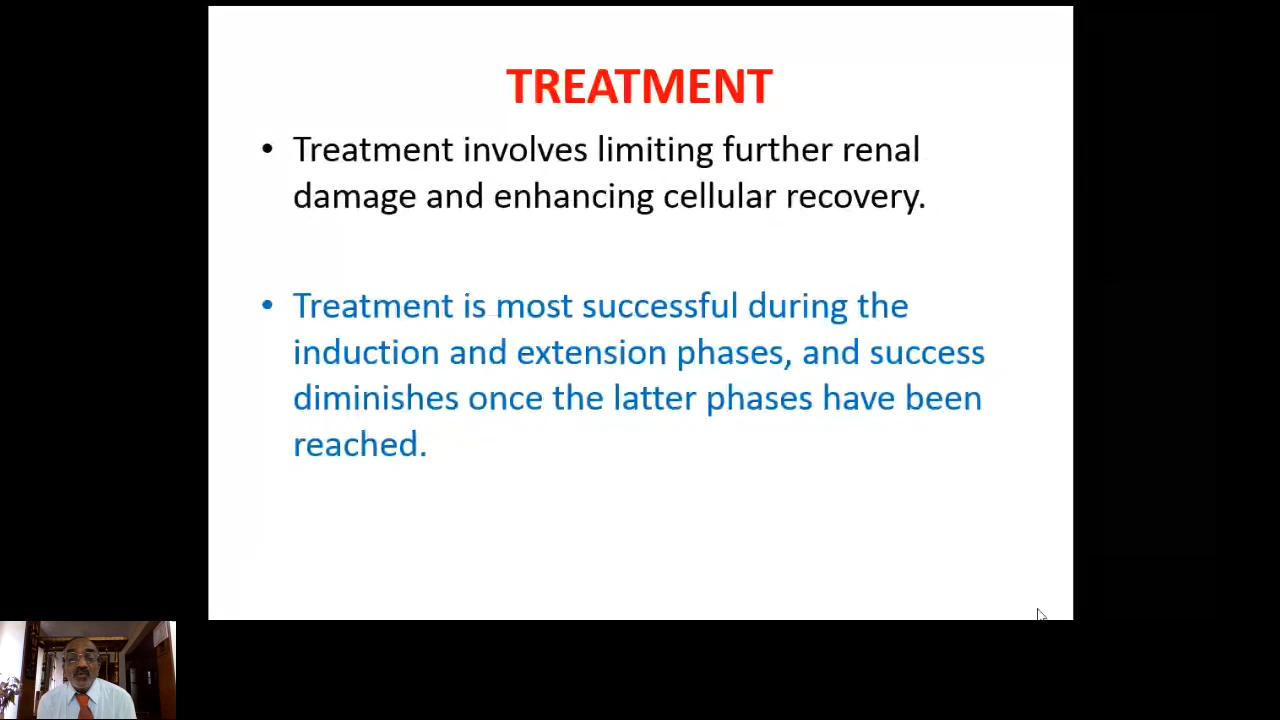 TREATMENT
• Treatment involves limiting further renal
damage and enhancing cellular recovery.
• Treatment is most successful during the
induction and extension phases, and success
diminishes once the latter phases have been
reached.